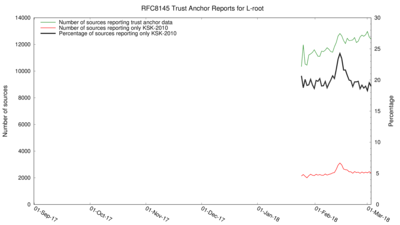 RFC8145 Trust Anchor Reports for L-root
Number of sources reporting trust anchor data
Number of sources reporting only KSK-2010
Percentage of sources reporting only KSK-2010
14000
12000
10000
8000
6000
4000
2000
0
30
25
20
15
10
5
0
Number of sources
Percentage
01-Sep-17
01-Oct-17
01-Nov-17
01-Dec-17
01-Jan-18
01-Feb-18
01-Mar-18